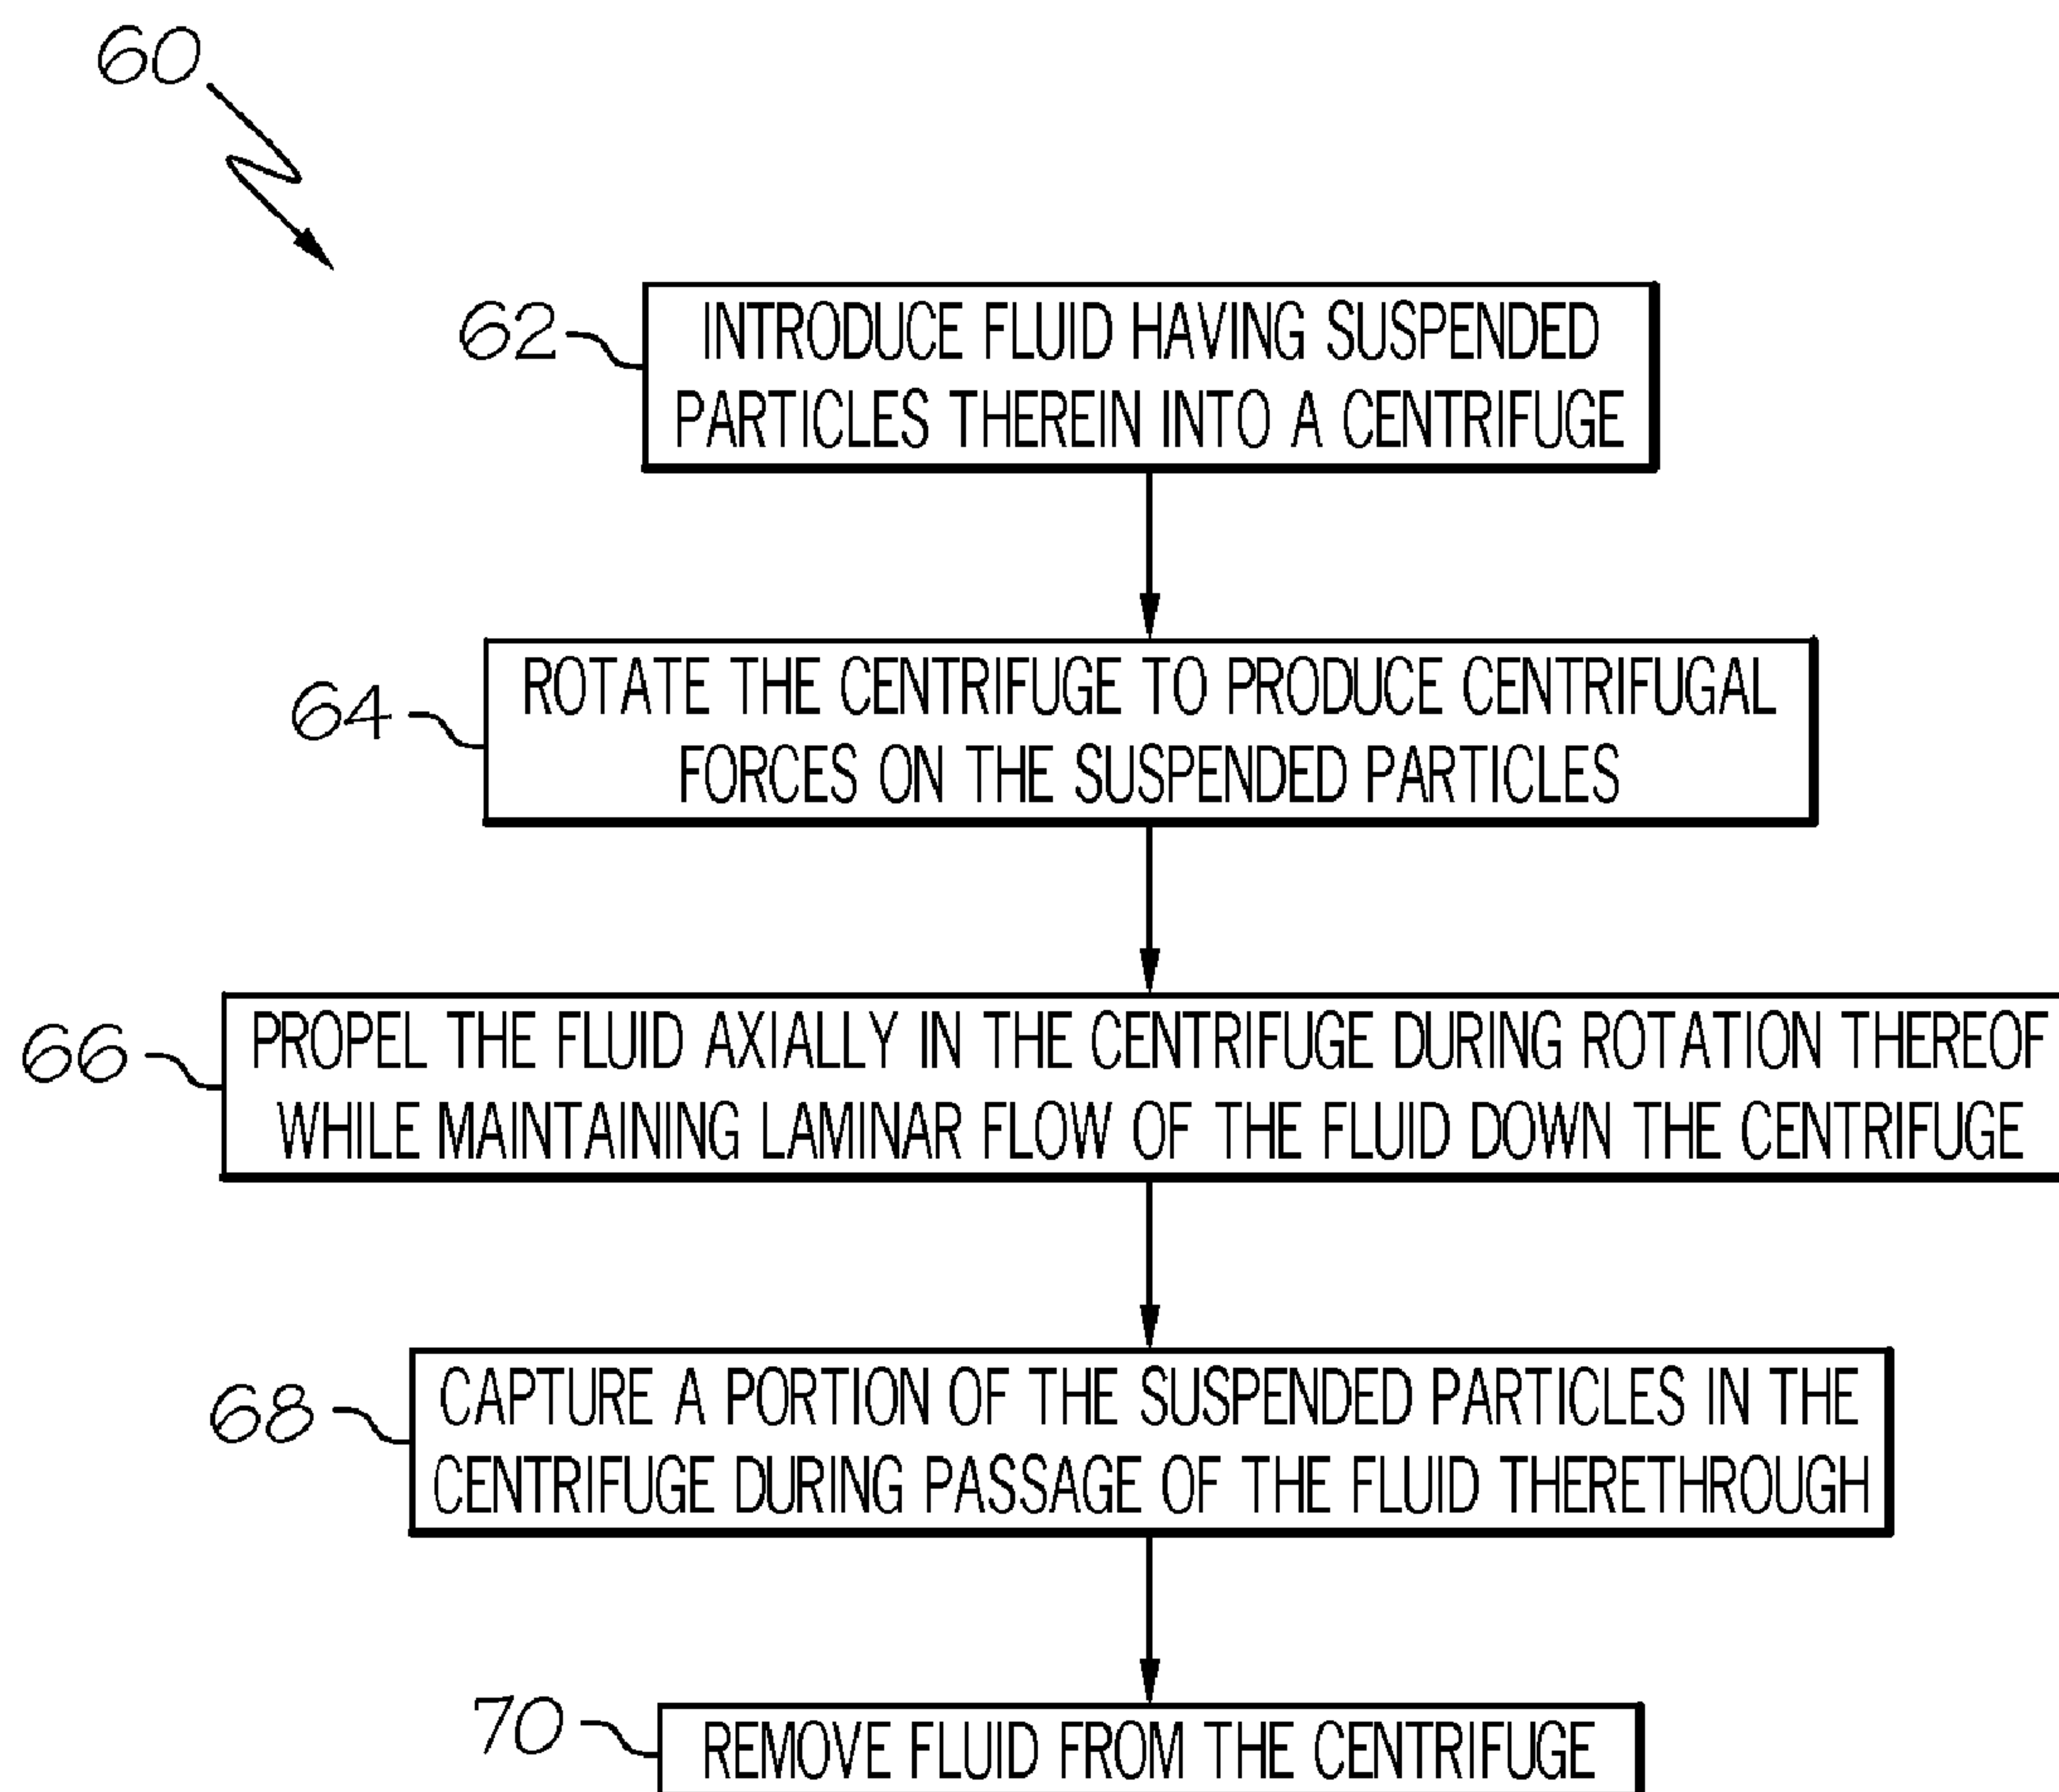 60
62
INTRODUCE FLUID HAVING SUSPENDED
PARTICLES THEREIN INTO A CENTRIFUGE
64
ROTATE THE CENTRIFUGE TO PRODUCE CENTRIFUGAL
FORCES ON THE SUSPENDED PARTICLES
66
PROPEL THE FLUID AXIALLY IN THE CENTRIFUGE DURING ROTATION THEREOF
WHILE MAINTAINING LAMINAR FLOW OF THE FLUID DOWN THE CENTRIFUGE
68
CAPTURE A PORTION OF THE SUSPENDED PARTICLES IN THE
CENTRIFUGE DURING PASSAGE OF THE FLUID THERETHROUGH
70
REMOVE FLUID FROM THE CENTRIFUGE